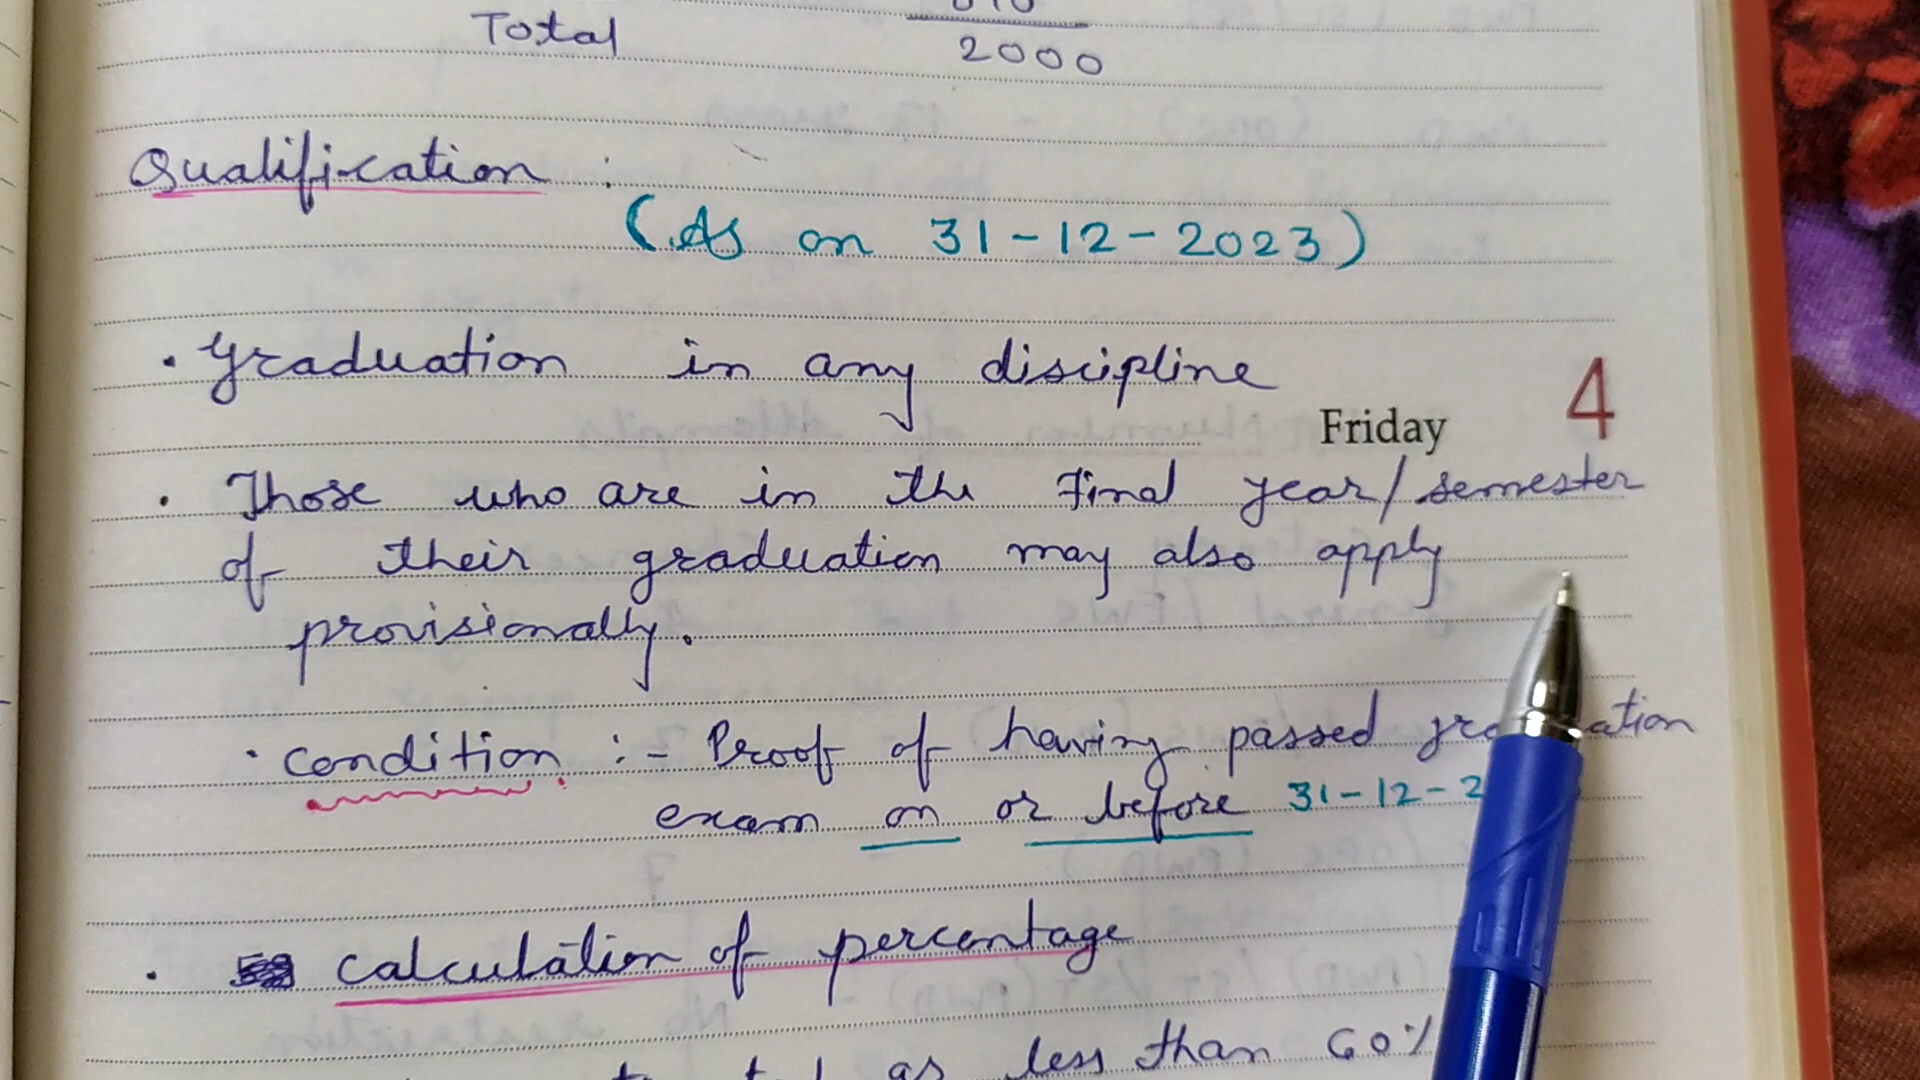 Total
2000
Qualification :
(As on 31-12-2023)
• Graduation in any discipline
Friday 4
• Those who are in the final year/semester
of their graduation may also apply
provisionally.
• Condition :- Proof of having passed
exam on or before 31-12-2
• Calculation of percentage
as less than 60%